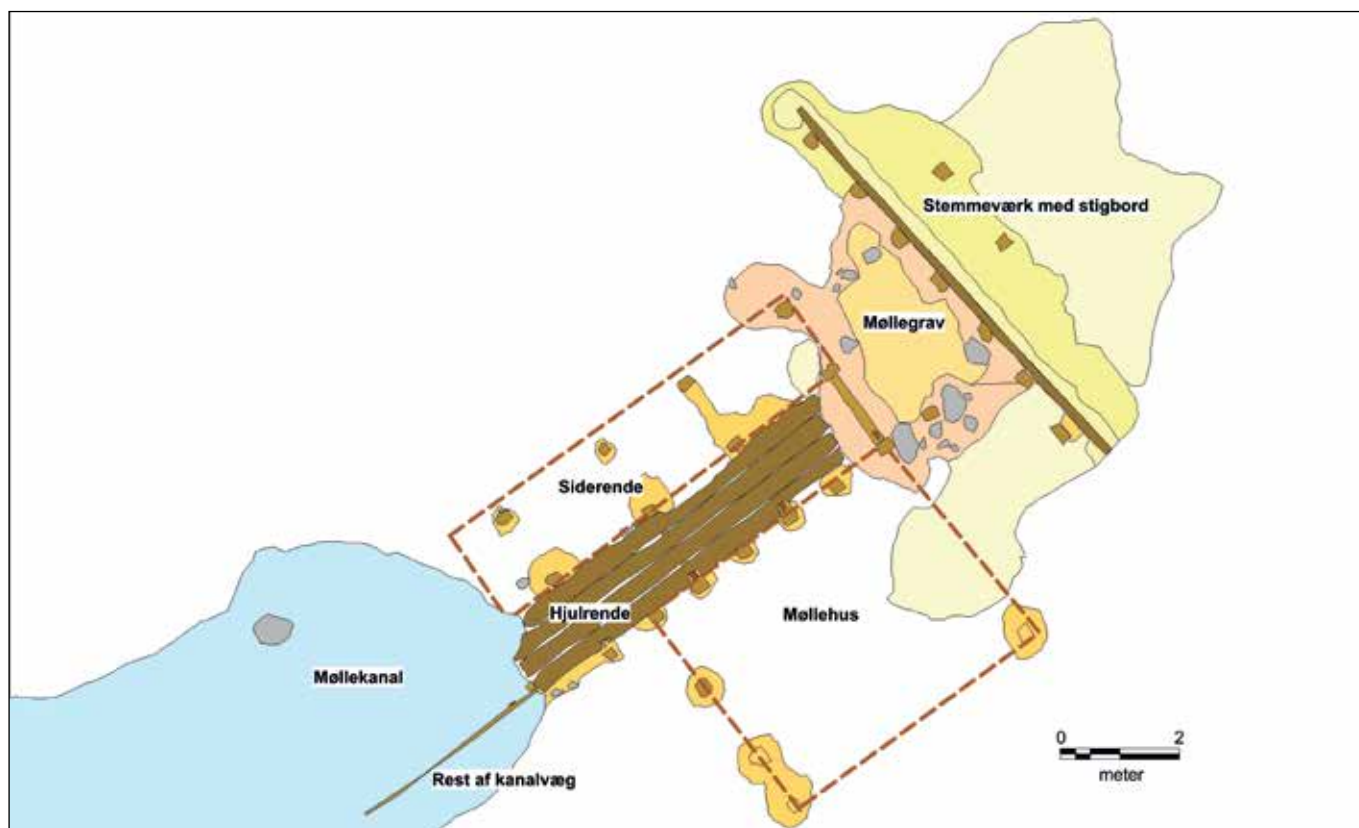 Stemmeværk med stigbord
Møllegrav
Siderende
Hjulrende
Møllehus
Møllekanal
Rest af kanalvæg
0 2
meter